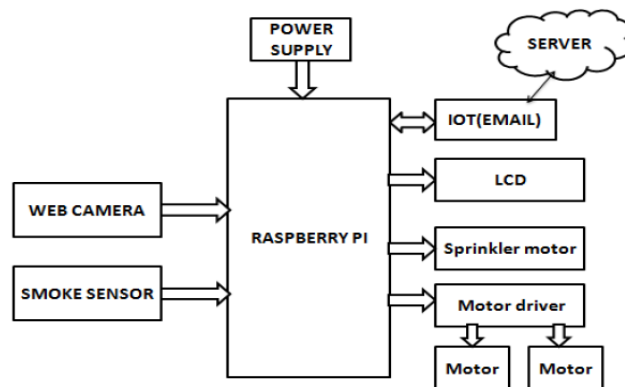 POWER
SUPPLY
SERVER
IOT(EMAIL)
LCD
WEB CAMERA
RASPBERRY PI
Sprinkler motor
SMOKE SENSOR
Motor driver
Motor
Motor